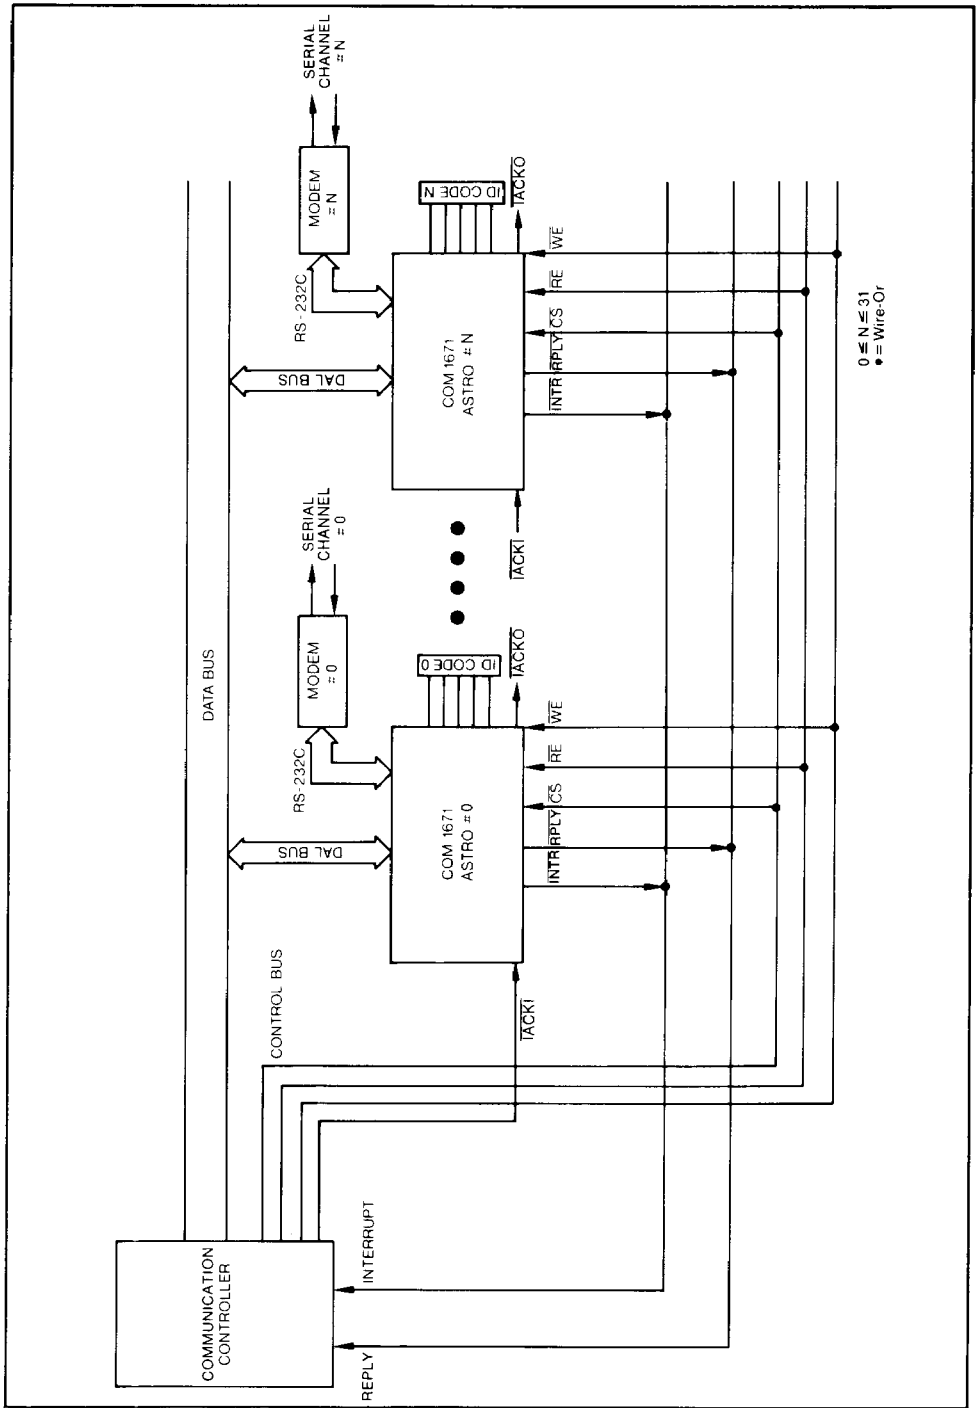 DATA BUS
CONTROL BUS
COMMUNICATION
CONTROLLER
REPLY
INTERRUPT
IACKI
DAL BUS
RS-232C
MODEM
# 0
SERIAL
CHANNEL
# 0
COM 1671
ASTRO # 0
ID CODE 0
IACKO
INTR
RPLY
CS
RE
WE
IACKI
DAL BUS
RS-232C
MODEM
# N
SERIAL
CHANNEL
# N
COM 1671
ASTRO # N
ID CODE N
IACKO
INTR
RPLY
CS
RE
WE
0 ≤ N ≤ 31
● = Wire-Or